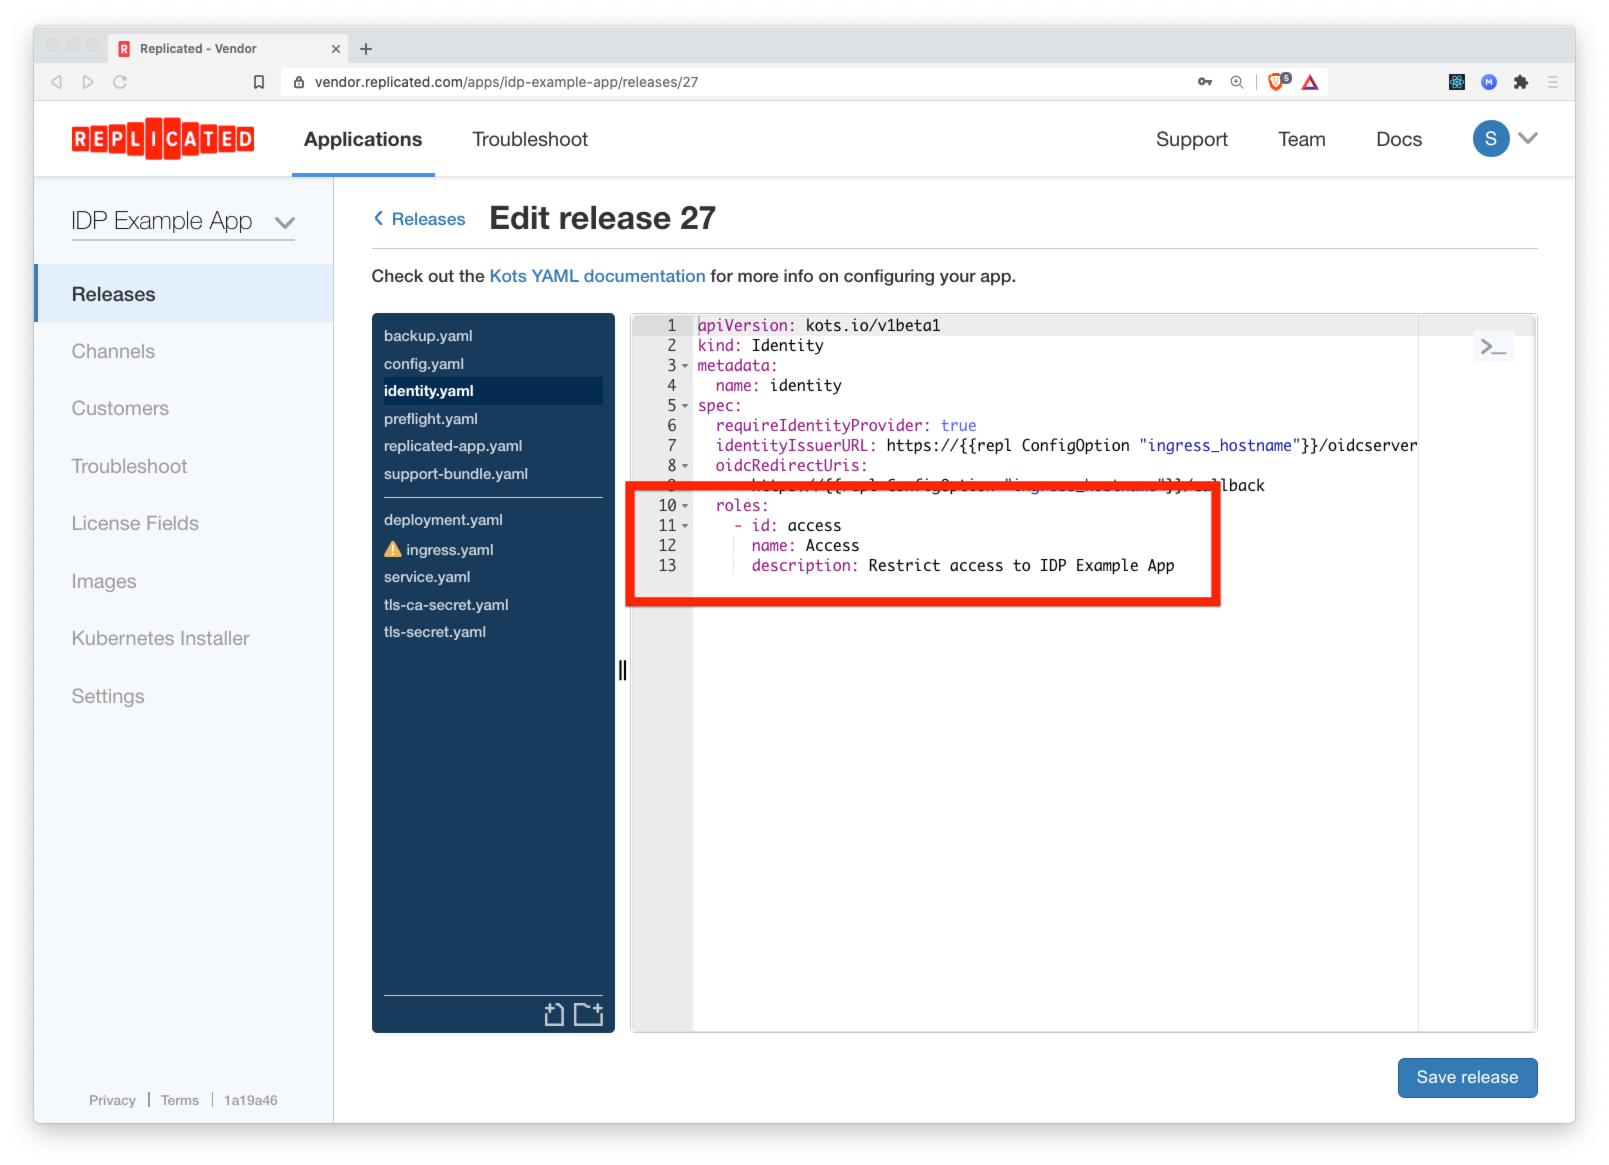 Replicated - Vendor
vendor.replicated.com/apps/idp-example-app/releases/27
5
M
REPLICATED
Applications
Troubleshoot
Support
Team
Docs
S
IDP Example App
Releases
Channels
Customers
Troubleshoot
License Fields
Images
Kubernetes Installer
Settings
Privacy | Terms | 1a19a46
Releases
Edit release 27
Check out the Kots YAML documentation for more info on configuring your app.
backup.yaml
config.yaml
identity.yaml
preflight.yaml
replicated-app.yaml
support-bundle.yaml
deployment.yaml
ingress.yaml
service.yaml
tls-ca-secret.yaml
tls-secret.yaml
1 apiVersion: kots.io/v1beta1
2 kind: Identity
3 metadata:
4 name: identity
5 spec:
6 requireIdentityProvider: true
7 identityIssuerURL: https://{{repl ConfigOption "ingress_hostname"}}/oidcserver
8 oidcRedirectUris:
9 https://{{repl ConfigOption "ingress_hostname"}}/callback
10 roles:
11 - id: access
12 name: Access
13 description: Restrict access to IDP Example App
>_
Save release